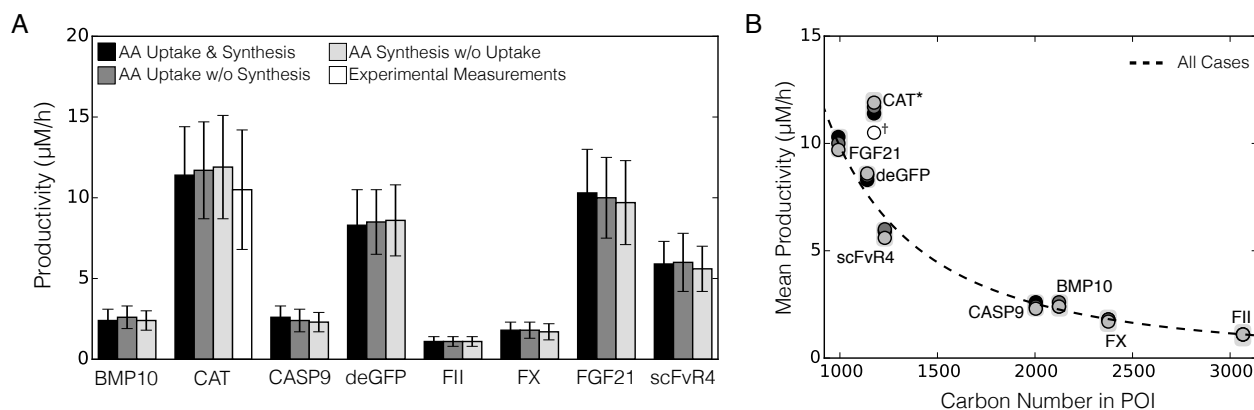 A
20
15
10
5
0
Productivity (µM/h)
AA Uptake & Synthesis
AA Uptake w/o Synthesis
AA Synthesis w/o Uptake
Experimental Measurements
BMP10 CAT CASP9 deGFP FII FX FGF21 scFvR4
B
15
10
5
0
Mean Productivity (µM/h)
All Cases
CAT*
†
FGF21
deGFP
scFvR4
CASP9
BMP10
FX
FII
1000 1500 2000 2500 3000
Carbon Number in POI